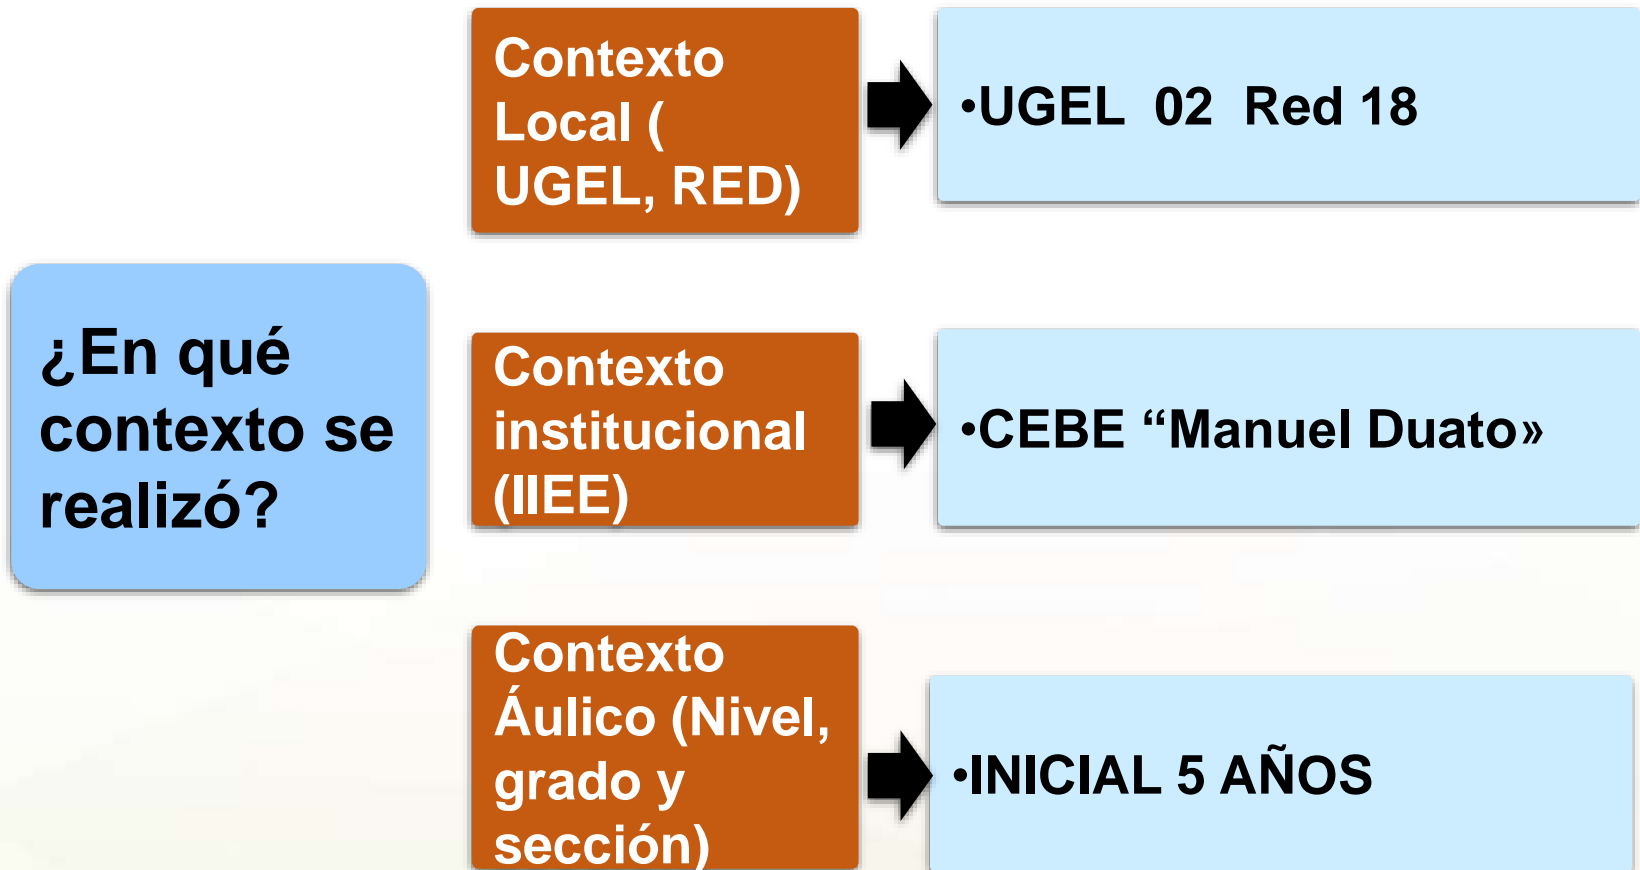 ¿En qué
contexto se
realizó?
Contexto
Local (
UGEL, RED)
•UGEL 02 Red 18
Contexto
institucional
(IIEE)
•CEBE “Manuel Duato»
Contexto
Áulico (Nivel,
grado y
sección)
•INICIAL 5 AÑOS